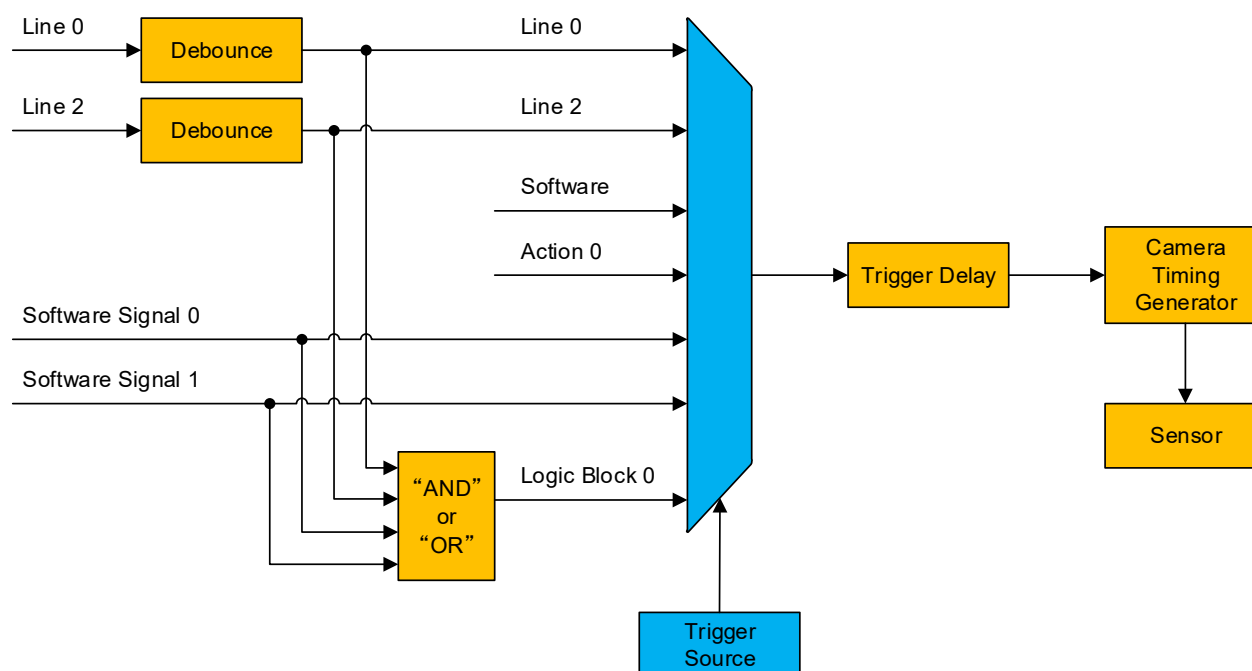 Line 0
Debounce
Line 0
Line 2
Debounce
Line 2
Software
Action 0
Trigger Delay
Camera
Timing
Generator
Software Signal 0
Software Signal 1
Sensor
“AND”
or
“OR”
Logic Block 0
Trigger
Source